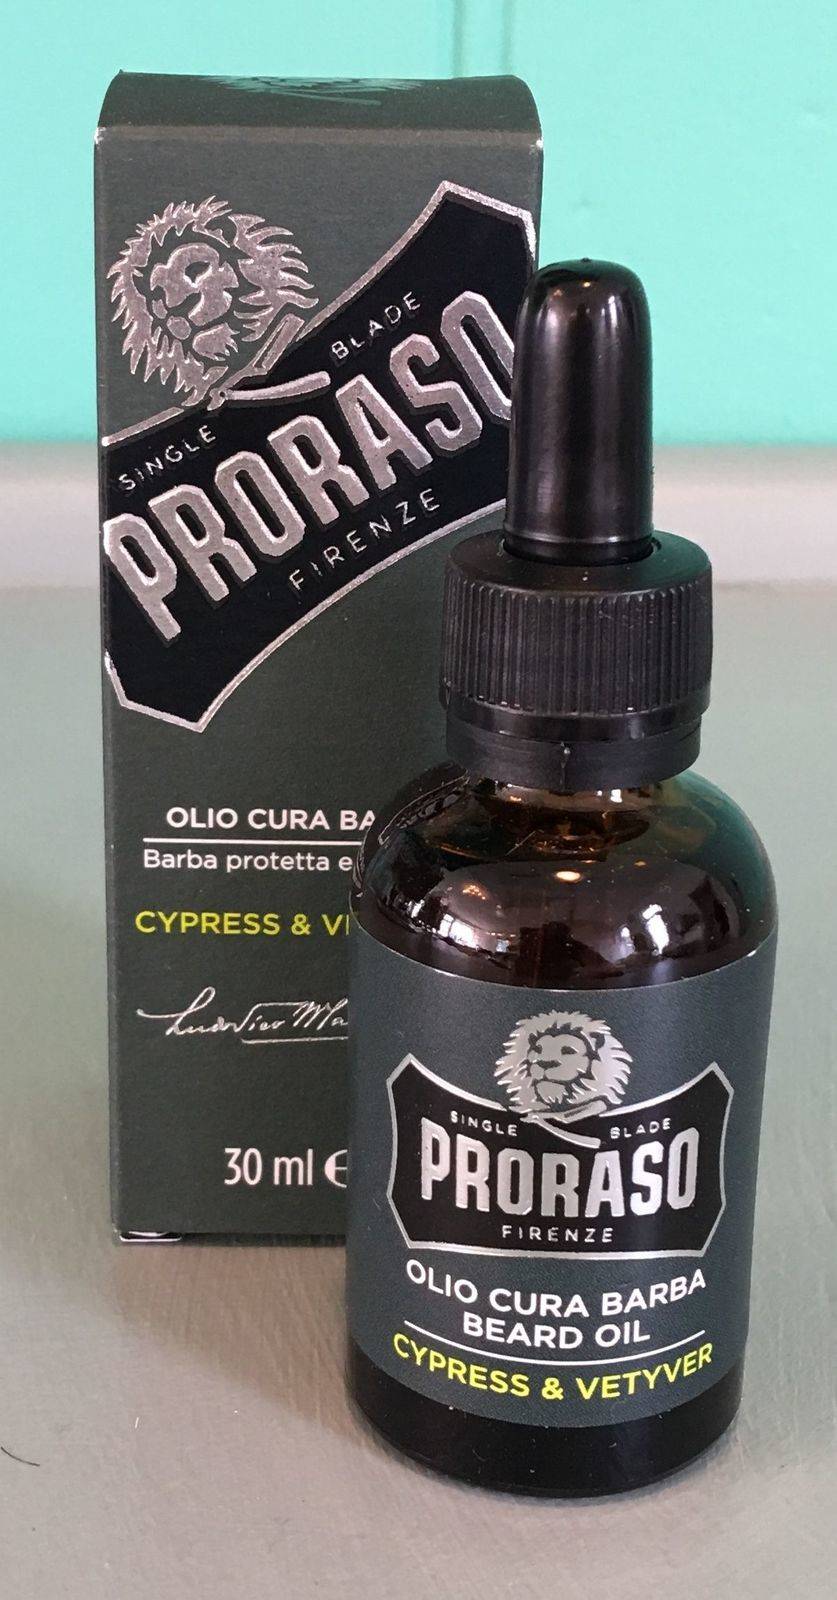 SINGLE BLADE
PRORASO
FIRENZE
OLIO CURA
Barba protetta
CYPRESS &
Ludovico
30 ml
SINGLE BLADE
PRORASO
FIRENZE
OLIO CURA BARBA
BEARD OIL
CYPRESS & VETYVER